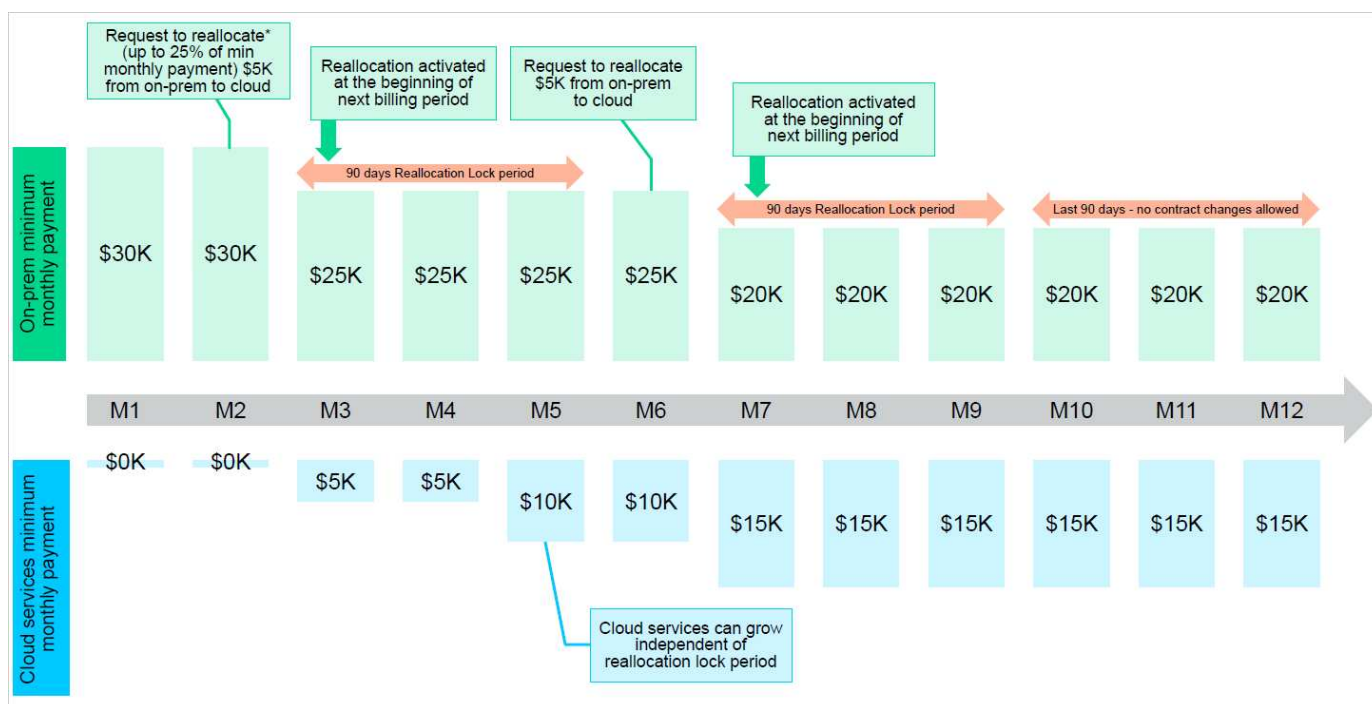 Request to reallocate*
(up to 25% of min
monthly payment) $5K
from on-prem to cloud
Reallocation activated
at the beginning of
next billing period
Request to reallocate
$5K from on-prem
to cloud
Reallocation activated
at the beginning of
next billing period
On-prem minimum
monthly payment
90 days Reallocation Lock period
90 days Reallocation Lock period
Last 90 days - no contract changes allowed
$30K $30K $25K $25K $25K $25K $20K $20K $20K $20K $20K $20K
M1 M2 M3 M4 M5 M6 M7 M8 M9 M10 M11 M12
Cloud services minimum
monthly payment
$0K $0K $5K $5K $10K $10K $15K $15K $15K $15K $15K $15K
Cloud services can grow
independent of
reallocation lock period